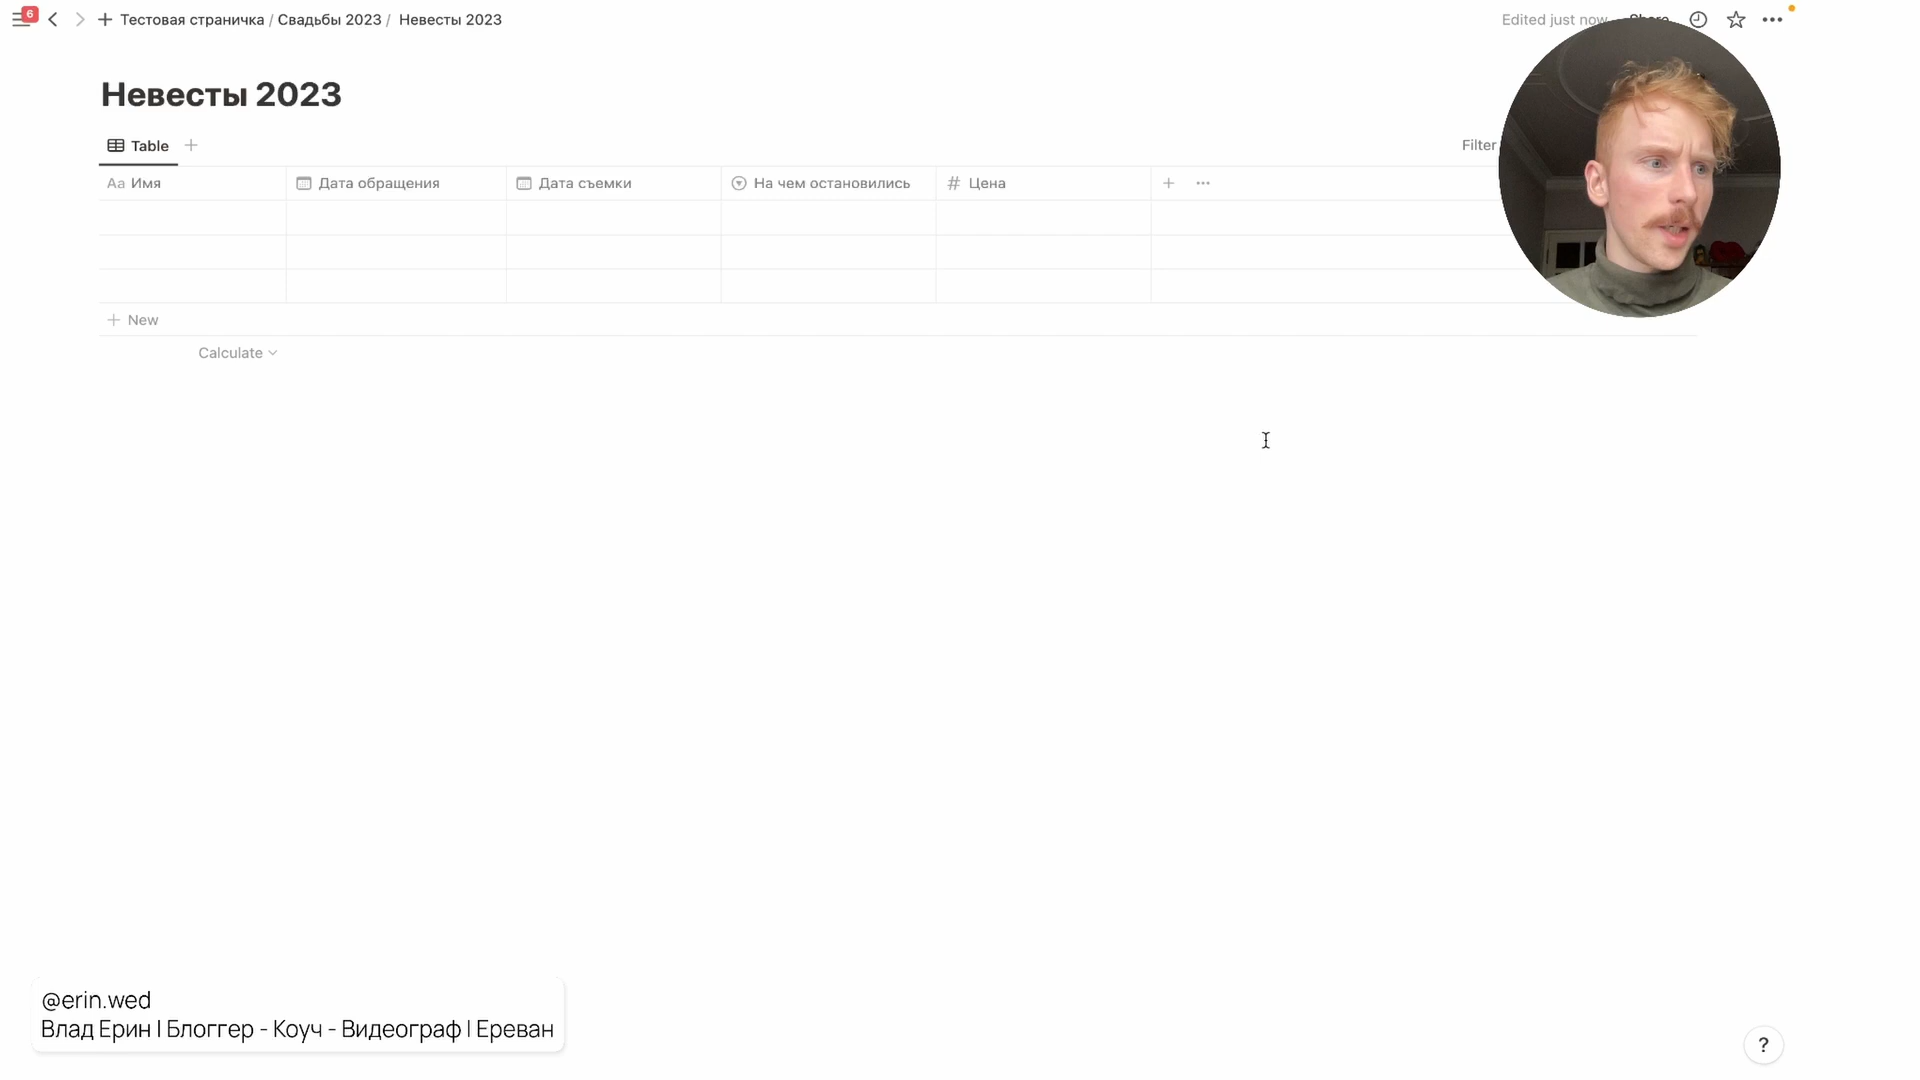 6
Тестовая страничка / Свадьбы 2023 / Невесты 2023
Edited just now
Share
Невесты 2023
Table
Filter
Aa Имя
Дата обращения
Дата съемки
На чем остановились
# Цена
New
Calculate
@erin.wed
Влад Ерин | Блоггер - Коуч - Видеограф | Ереван
?